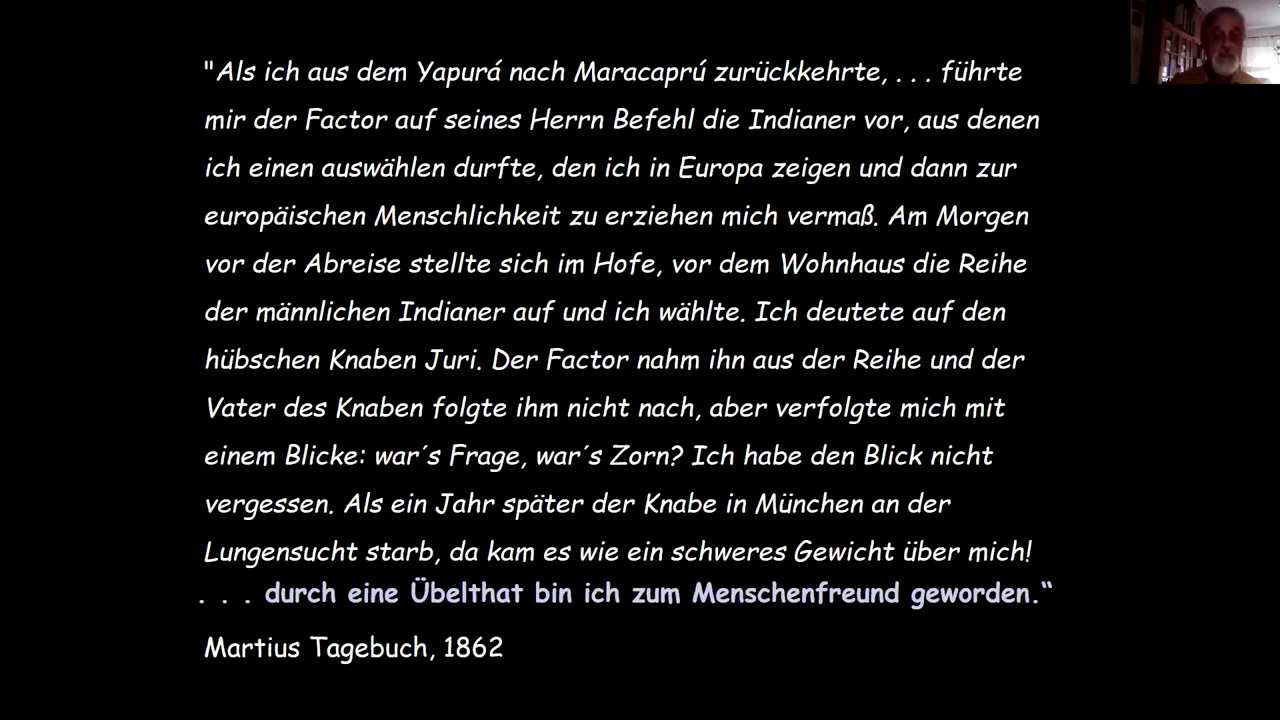 "Als ich aus dem Yapurá nach Maracaprú zurückkehrte, . . . führte
mir der Factor auf seines Herrn Befehl die Indianer vor, aus denen
ich einen auswählen durfte, den ich in Europa zeigen und dann zur
europäischen Menschlichkeit zu erziehen mich vermaß. Am Morgen
vor der Abreise stellte sich im Hofe, vor dem Wohnhaus die Reihe
der männlichen Indianer auf und ich wählte. Ich deutete auf den
hübschen Knaben Juri. Der Factor nahm ihn aus der Reihe und der
Vater des Knaben folgte ihm nicht nach, aber verfolgte mich mit
einem Blicke: war´s Frage, war´s Zorn? Ich habe den Blick nicht
vergessen. Als ein Jahr später der Knabe in München an der
Lungensucht starb, da kam es wie ein schweres Gewicht über mich!
. . . durch eine Übelthat bin ich zum Menschenfreund geworden.“
Martius Tagebuch, 1862